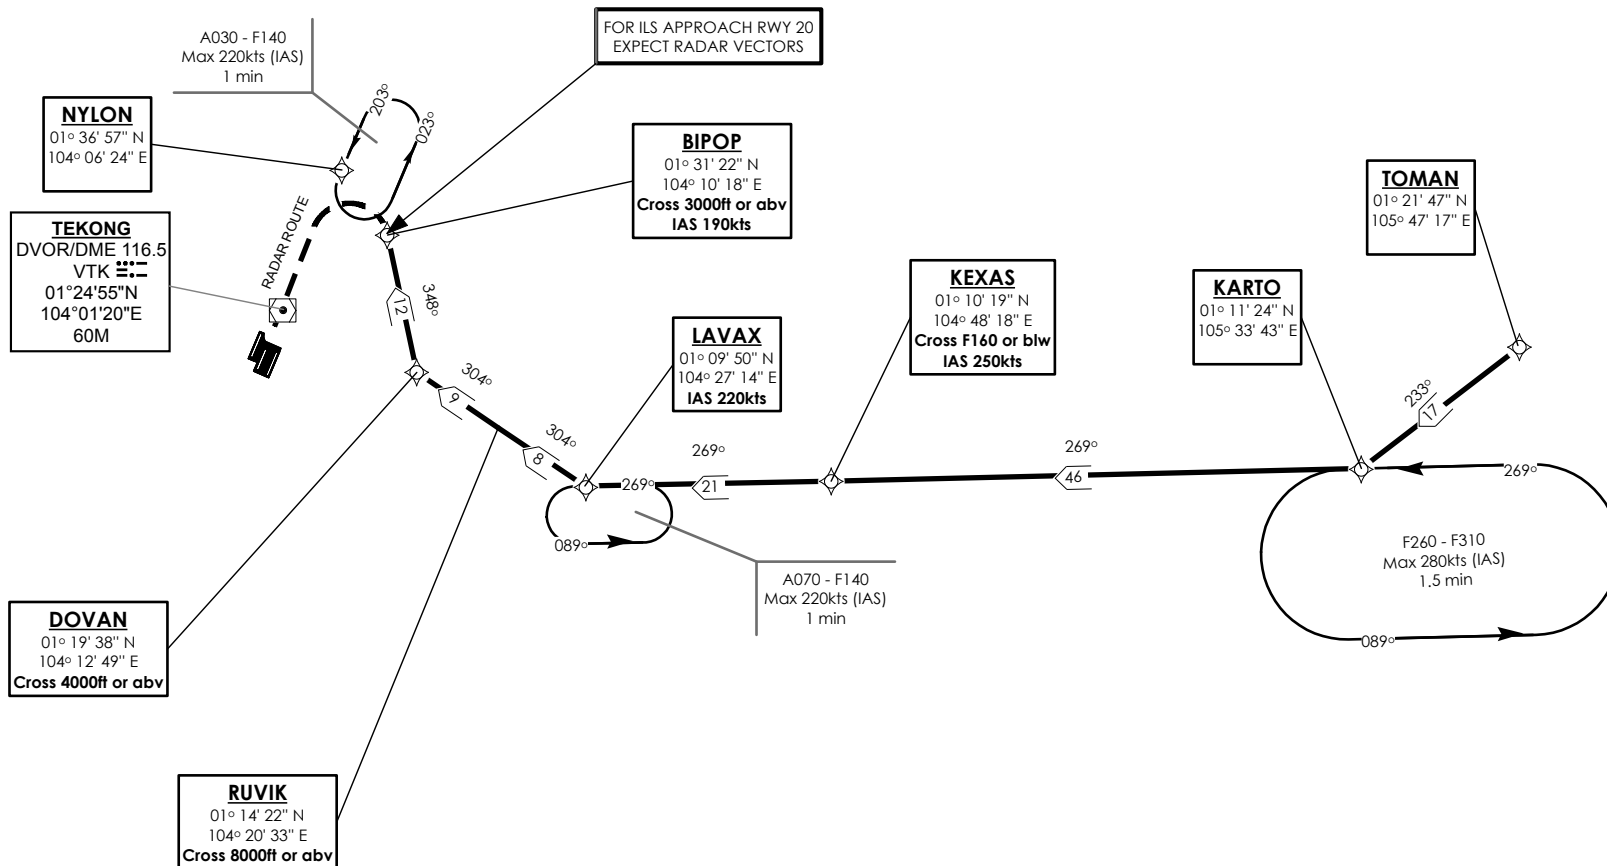 A030 - F140
Max 220kts (IAS)
1 min
FOR ILS APPROACH RWY 20
EXPECT RADAR VECTORS
203°
023°
NYLON
01° 36' 57" N
104° 06' 24" E
BIPOP
01° 31' 22" N
104° 10' 18" E
Cross 3000ft or abv
IAS 190kts
TOMAN
01° 21' 47" N
105° 47' 17" E
TEKONG
DVOR/DME 116.5
VTK
01°24'55"N
104°01'20"E
60M
RADAR ROUTE
12
348°
KEXAS
01° 10' 19" N
104° 48' 18" E
Cross F160 or blw
IAS 250kts
KARTO
01° 11' 24" N
105° 33' 43" E
LAVAX
01° 09' 50" N
104° 27' 14" E
IAS 220kts
233°
17
304°
9
304°
8
269°
269°
269°
21
46
269°
089°
F260 - F310
Max 280kts (IAS)
1.5 min
A070 - F140
Max 220kts (IAS)
1 min
089°
DOVAN
01° 19' 38" N
104° 12' 49" E
Cross 4000ft or abv
RUVIK
01° 14' 22" N
104° 20' 33" E
Cross 8000ft or abv